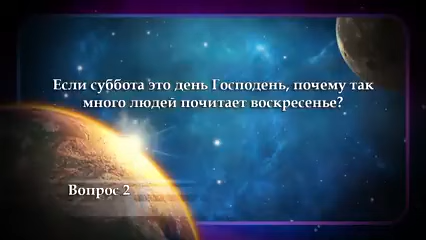 Если суббота это день Господень, почему так
много людей почитает воскресенье?
Вопрос 2